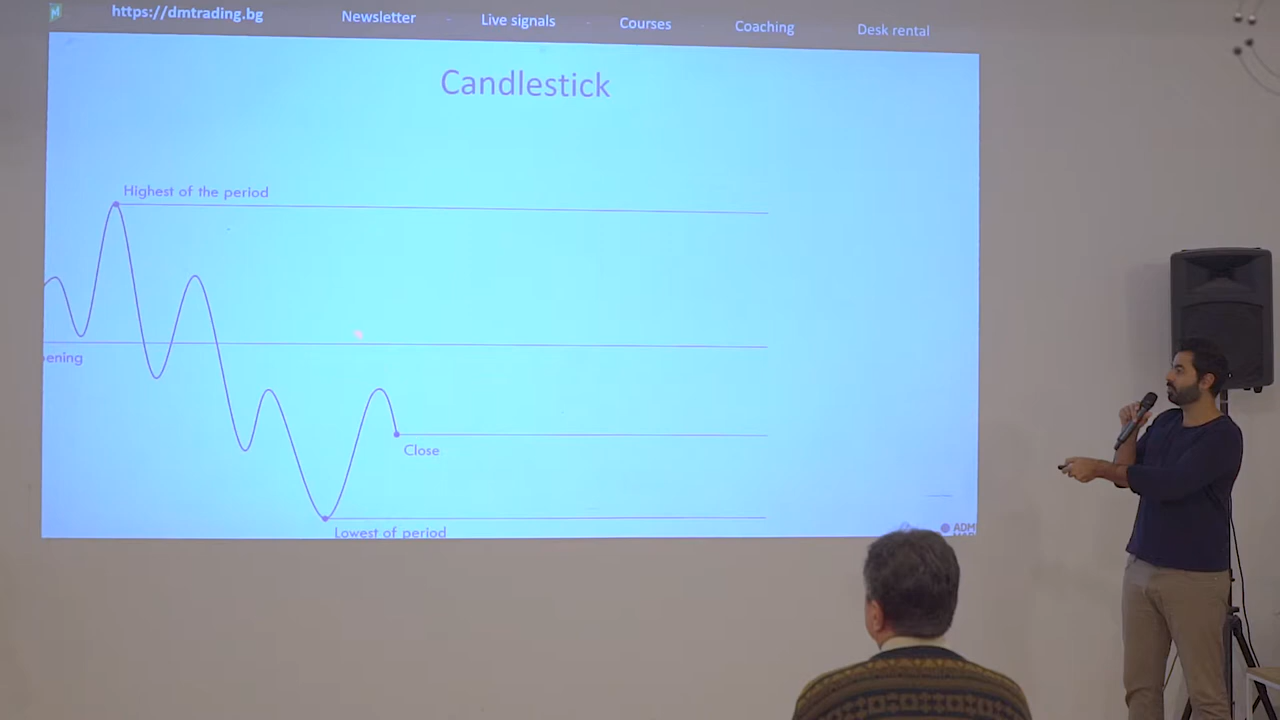 https://dmtrading.bg Newsletter - Live signals - Courses - Coaching Desk rental
Candlestick
Highest of the period
ening
Close
Lowest of period
ADM